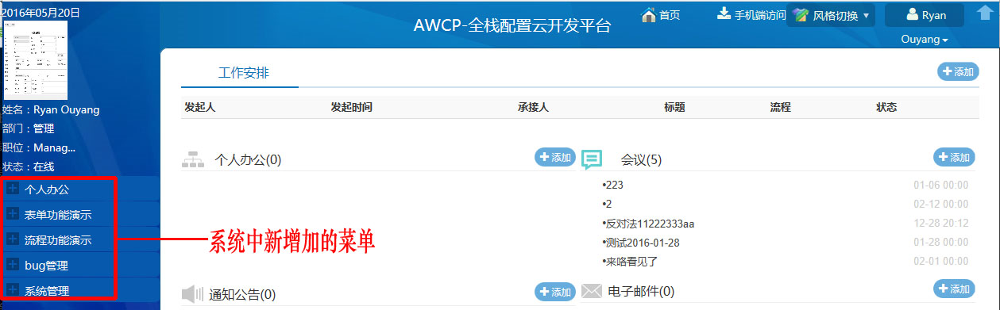 2016年05月20日
AWCP-全栈配置云开发平台
首页
手机端访问
风格切换
Ryan
Ouyang
姓名：Ryan Ouyang
部门：管理
职位：Manag...
状态：在线
个人办公
表单功能演示
流程功能演示
bug管理
系统管理
系统中新增加的菜单
工作安排
添加
发起人 发起时间 承接人 标题 流程 状态
个人办公(0)
添加
会议(5)
添加
•223 01-06 00:00
•2 02-12 00:00
•反对法11222333aa 12-28 20:12
•测试2016-01-28 01-28 00:00
•来咯看见了 02-01 00:00
通知公告(0)
添加
电子邮件(0)
添加